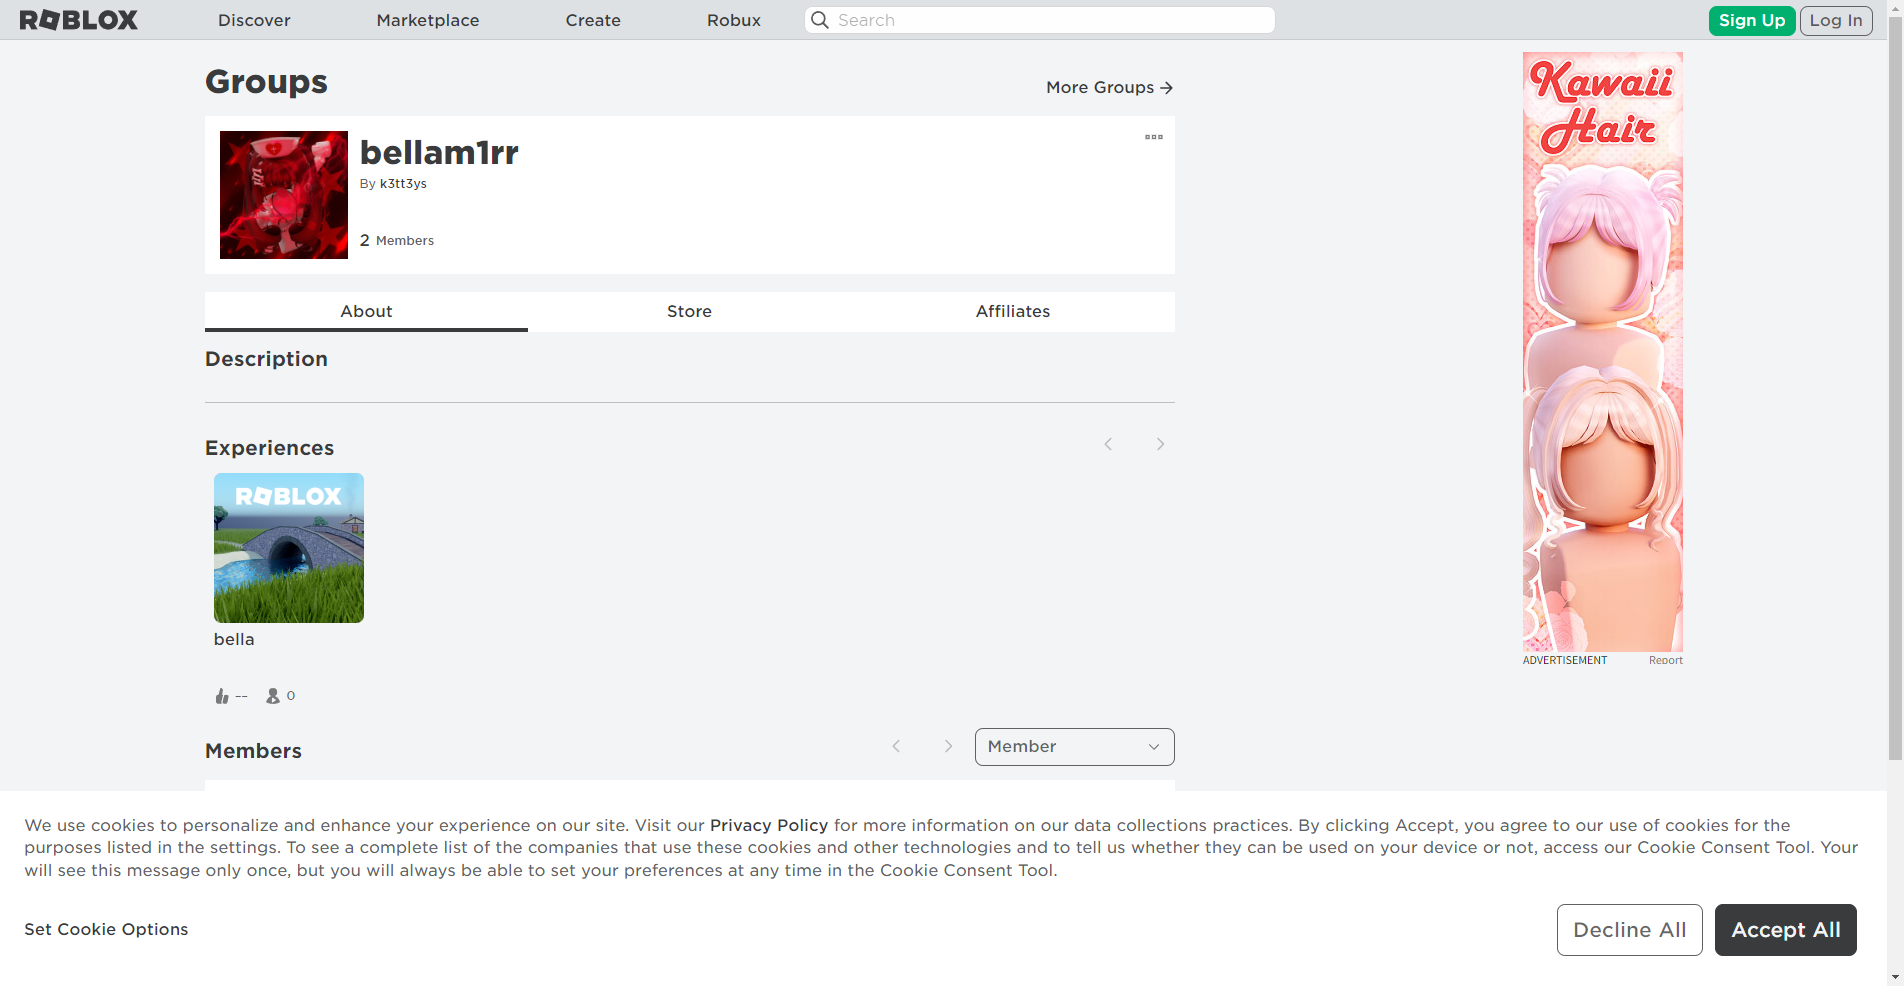 ROBLOX
Discover
Marketplace
Create
Robux
Search
Sign Up
Log In
Groups
More Groups
bellam1rr
By k3tt3ys
2 Members
About
Store
Affiliates
Description
Experiences
ROBLOX
bella
--
0
Members
Member
Kawaii
Hair
ADVERTISEMENT
Report
We use cookies to personalize and enhance your experience on our site. Visit our Privacy Policy for more information on our data collections practices. By clicking Accept, you agree to our use of cookies for the
purposes listed in the settings. To see a complete list of the companies that use these cookies and other technologies and to tell us whether they can be used on your device or not, access our Cookie Consent Tool. Your
will see this message only once, but you will always be able to set your preferences at any time in the Cookie Consent Tool.
Set Cookie Options
Decline All
Accept All